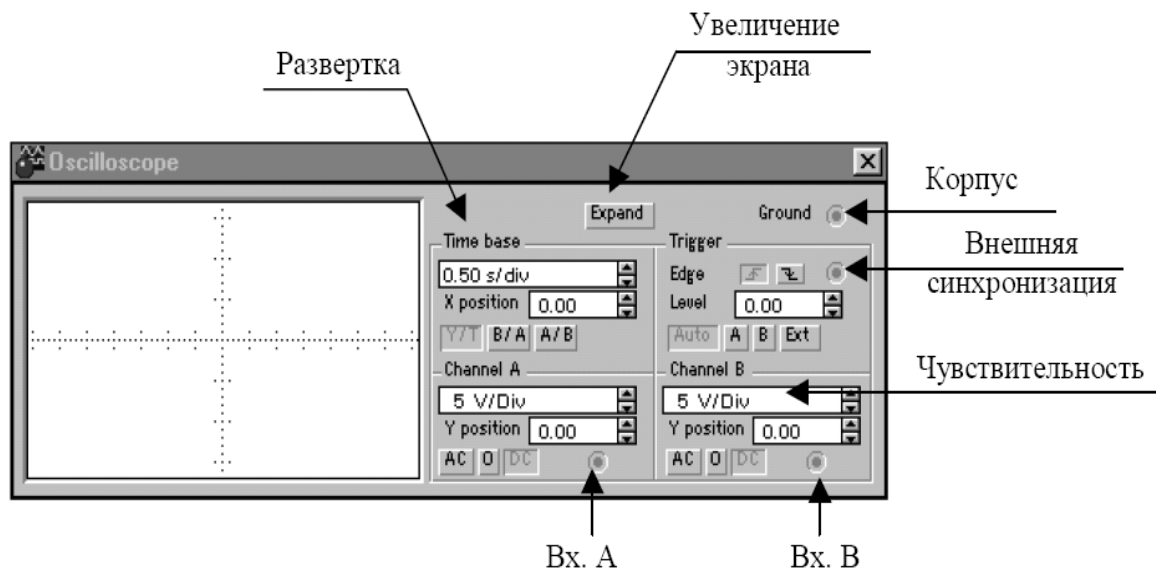 Увеличение
экрана
Развертка
Oscilloscope
Корпус
Expand
Ground
Внешняя
синхронизация
Time base
Trigger
0.50 s/div
Edge
X position 0.00
Level 0.00
Y/T B/A A/B
Auto A B Ext
Channel A
Channel B
Чувствительность
5 V/Div
5 V/Div
Y position 0.00
Y position 0.00
AC 0 DC
AC 0 DC
Вх. А
Вх. В